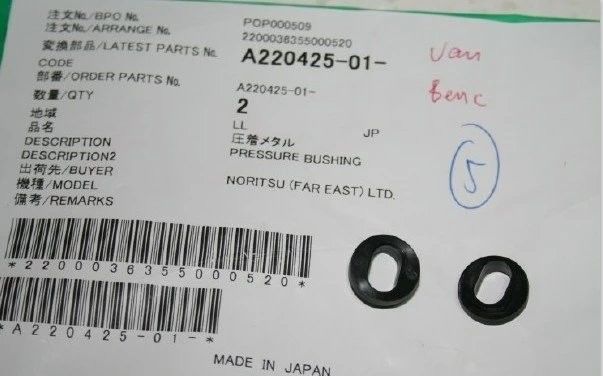 注文No./BPO No. POP000509
注文No./ARRANGE No. 2200036355000520
変換部品/LATEST PARTS No. A220425-01-
CODE
部番/ORDER PARTS No. A220425-01-
数量/QTY 2
地域 LL JP
品名 圧着メタル
DESCRIPTION PRESSURE BUSHING
DESCRIPTION2
出荷先/BUYER NORITSU (FAR EAST) LTD.
機種/MODEL
備考/REMARKS
Van
Benc
5
*2200036355000520*
*A220425-01-*
MADE IN JAPAN